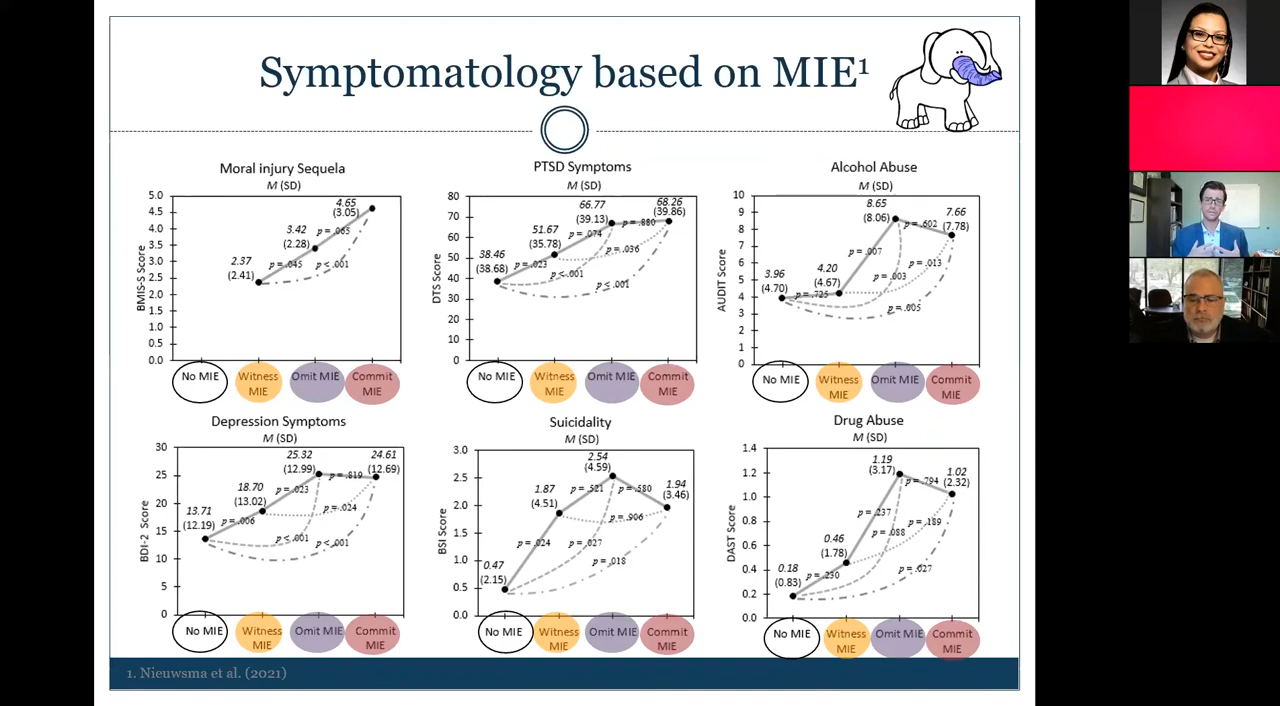 Symptomatology based on MIE¹
Moral injury Sequela
M (SD)
BMIS-M Score
5.0
4.5
4.0
3.5
3.0
2.5
2.0
1.5
1.0
0.5
0.0
2.37
(2.41)
3.42
(2.28)
4.65
(3.05)
p = .045
p = .065
p < .001
No MIE
Witness
MIE
Omit MIE
Commit
MIE
PTSD Symptoms
M (SD)
DTS Score
80
70
60
50
40
30
20
10
0
38.46
(38.68)
51.67
(35.78)
66.77
(39.13)
68.26
(39.86)
p = .023
p = .074
p = .880
p < .001
p = .036
p < .001
No MIE
Witness
MIE
Omit MIE
Commit
MIE
Alcohol Abuse
M (SD)
AUDIT Score
10
9
8
7
6
5
4
3
2
1
0
3.96
(4.70)
4.20
(4.67)
8.65
(8.06)
7.66
(7.78)
p = .725
p = .007
p = .602
p = .003
p = .013
p = .005
No MIE
Witness
MIE
Omit MIE
Commit
MIE
Depression Symptoms
M (SD)
BDI-2 Score
30
25
20
15
10
5
0
13.71
(12.19)
18.70
(13.02)
25.32
(12.99)
24.61
(12.69)
p = .006
p = .023
p = .819
p < .001
p = .024
p < .001
No MIE
Witness
MIE
Omit MIE
Commit
MIE
Suicidality
M (SD)
BSI Score
3.0
2.5
2.0
1.5
1.0
0.5
0.0
0.47
(2.15)
1.87
(4.51)
2.54
(4.59)
1.94
(3.46)
p = .024
p = .521
p = .580
p = .027
p = .906
p = .018
No MIE
Witness
MIE
Omit MIE
Commit
MIE
Drug Abuse
M (SD)
DAST Score
1.4
1.2
1.0
0.8
0.6
0.4
0.2
0.0
0.18
(0.83)
0.46
(1.78)
1.19
(3.17)
1.02
(2.32)
p = .237
p = .794
p = .088
p = .189
p = .027
No MIE
Witness
MIE
Omit MIE
Commit
MIE
1. Nieuwsma et al. (2021)